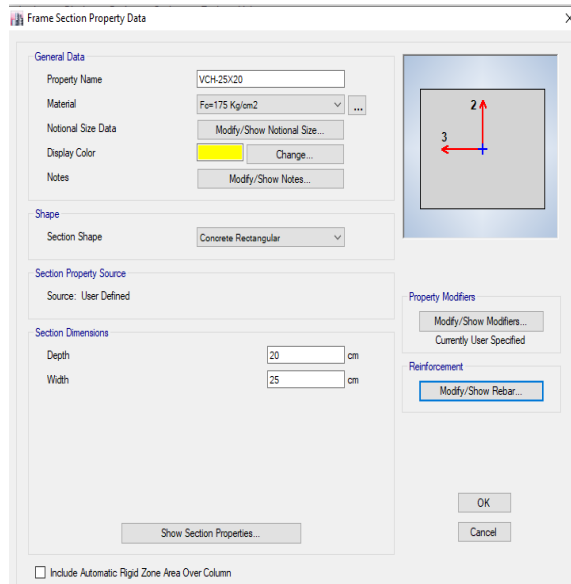 Frame Section Property Data
General Data
Property Name VCH-25X20
Material Fc=175 Kg/cm2 ...
Notional Size Data Modify/Show Notional Size...
Display Color Change...
Notes Modify/Show Notes...
2
3
Shape
Section Shape Concrete Rectangular
Section Property Source
Source: User Defined
Property Modifiers
Modify/Show Modifiers...
Currently User Specified
Section Dimensions
Depth 20 cm
Width 25 cm
Reinforcement
Modify/Show Rebar...
Show Section Properties...
OK
Cancel
Include Automatic Rigid Zone Area Over Column